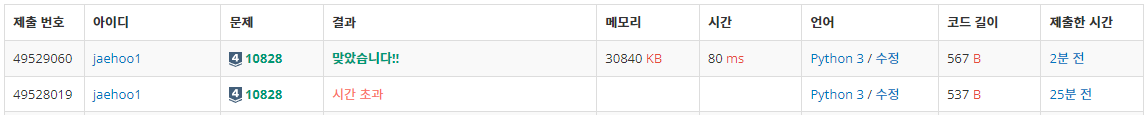 제출 번호 아이디 문제 결과 메모리 시간 언어 코드 길이 제출한 시간
49529060 jaehoo1 4 10828 맞았습니다!! 30840 KB 80 ms Python 3 / 수정 567 B 2분 전
49528019 jaehoo1 4 10828 시간 초과 Python 3 / 수정 537 B 25분 전